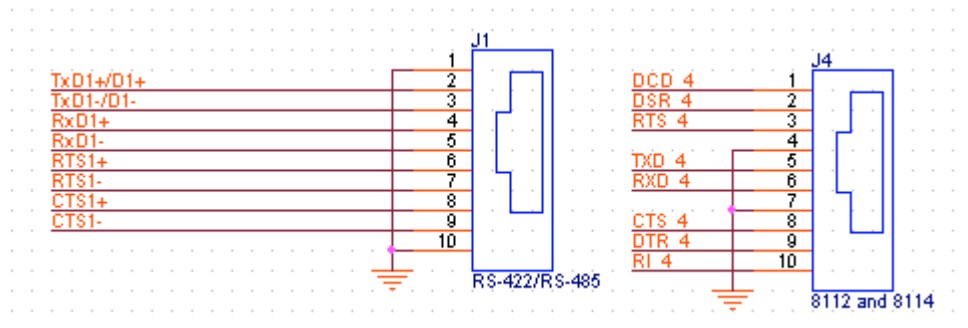 J1
1
TxD1+/D1+ 2
TxD1-/D1- 3
RxD1+ 4
RxD1- 5
RTS1+ 6
RTS1- 7
CTS1+ 8
CTS1- 9
10
RS-422/RS-485
J4
DCD 4 1
DSR 4 2
RTS 4 3
4
TXD 4 5
RXD 4 6
7
CTS 4 8
DTR 4 9
RI 4 10
8112 and 8114